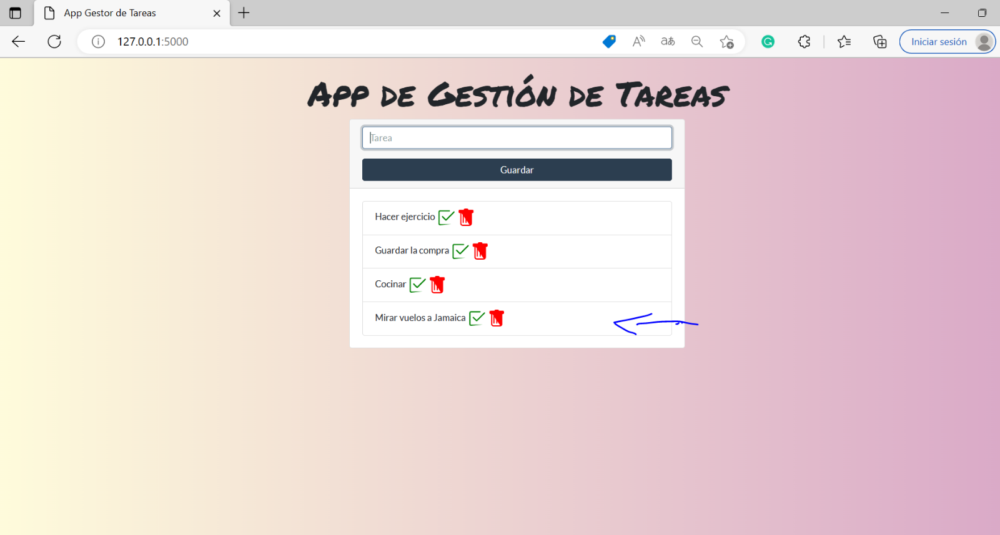 App Gestor de Tareas
127.0.0.1:5000
Iniciar sesión
App de Gestión de Tareas
Tarea
Guardar
Hacer ejercicio
Guardar la compra
Cocinar
Mirar vuelos a Jamaica